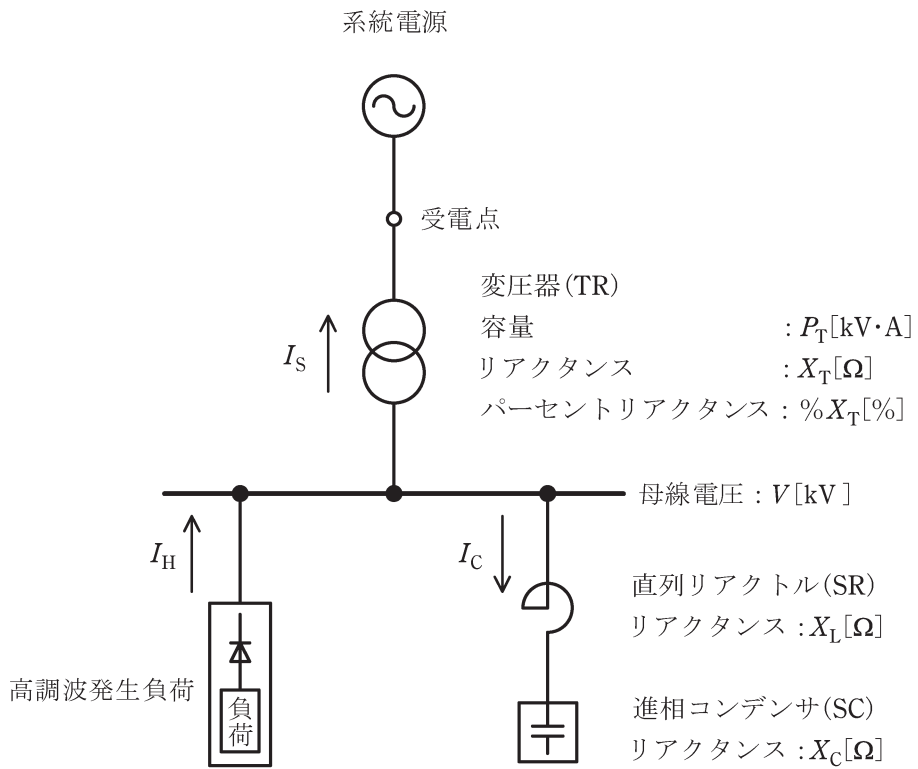 系統電源
受電点
変圧器(TR)
容量 : P_T[kV·A]
リアクタンス : X_T[Ω]
パーセントリアクタンス : %X_T[%]
I_S
母線電圧 : V[kV]
I_H
I_C
直列リアクトル(SR)
リアクタンス : X_L[Ω]
高調波発生負荷
負荷
進相コンデンサ(SC)
リアクタンス : X_C[Ω]